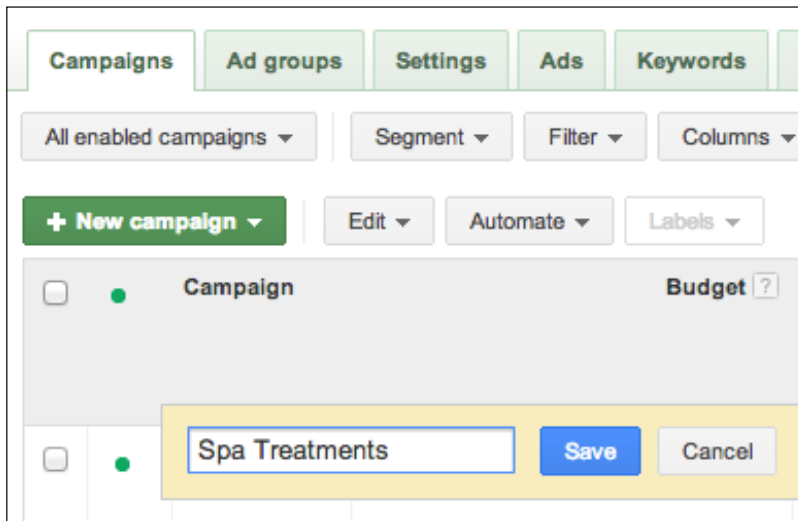 Campaigns Ad groups Settings Ads Keywords
All enabled campaigns Segment Filter Columns
+ New campaign Edit Automate Labels
Campaign Budget ?
Spa Treatments Save Cancel